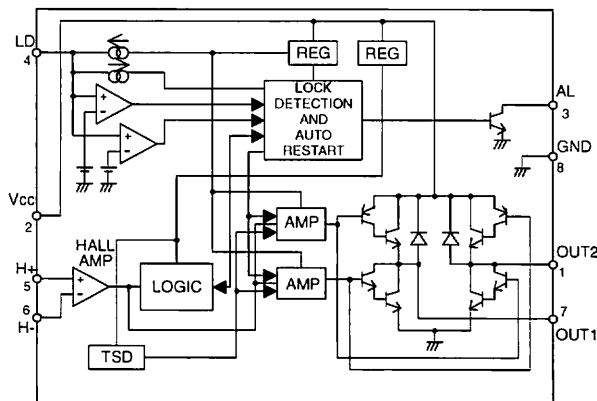 LD
4
REG
REG
LOCK
DETECTION
AND
AUTO
RESTART
AL
3
GND
8
Vcc
2
HALL
AMP
H+
5
6
H-
LOGIC
TSD
AMP
AMP
OUT2
1
7
OUT1
+
-
+
-
+
-